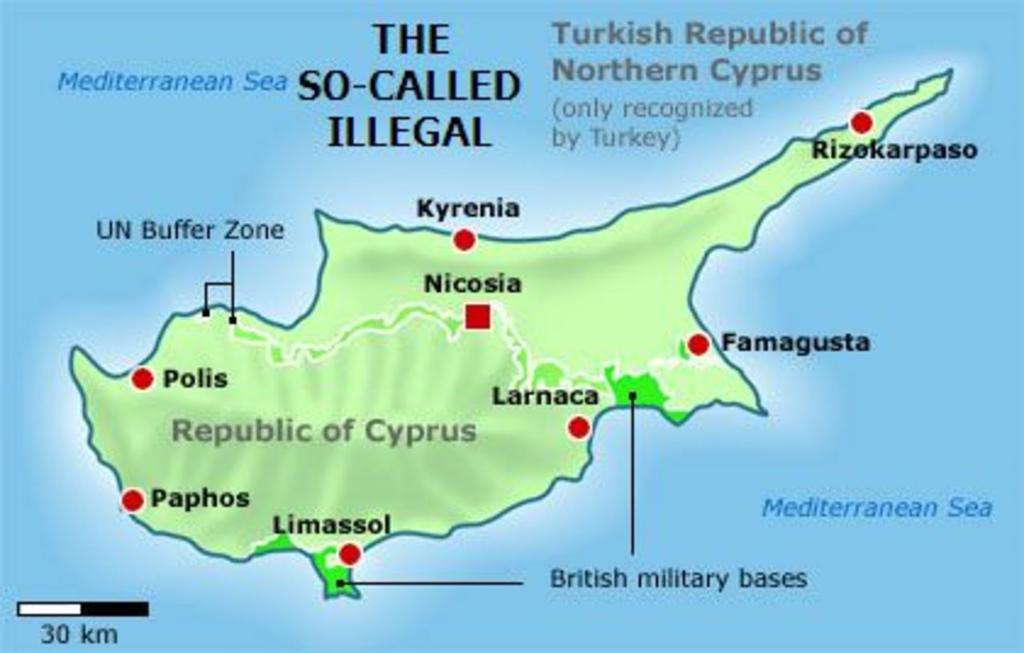 THE
SO-CALLED
ILLEGAL
Turkish Republic of
Northern Cyprus
(only recognized
by Turkey)
Mediterranean Sea
Rizokarpaso
Kyrenia
UN Buffer Zone
Nicosia
Famagusta
Polis
Larnaca
Republic of Cyprus
Paphos
Mediterranean Sea
Limassol
British military bases
30 km